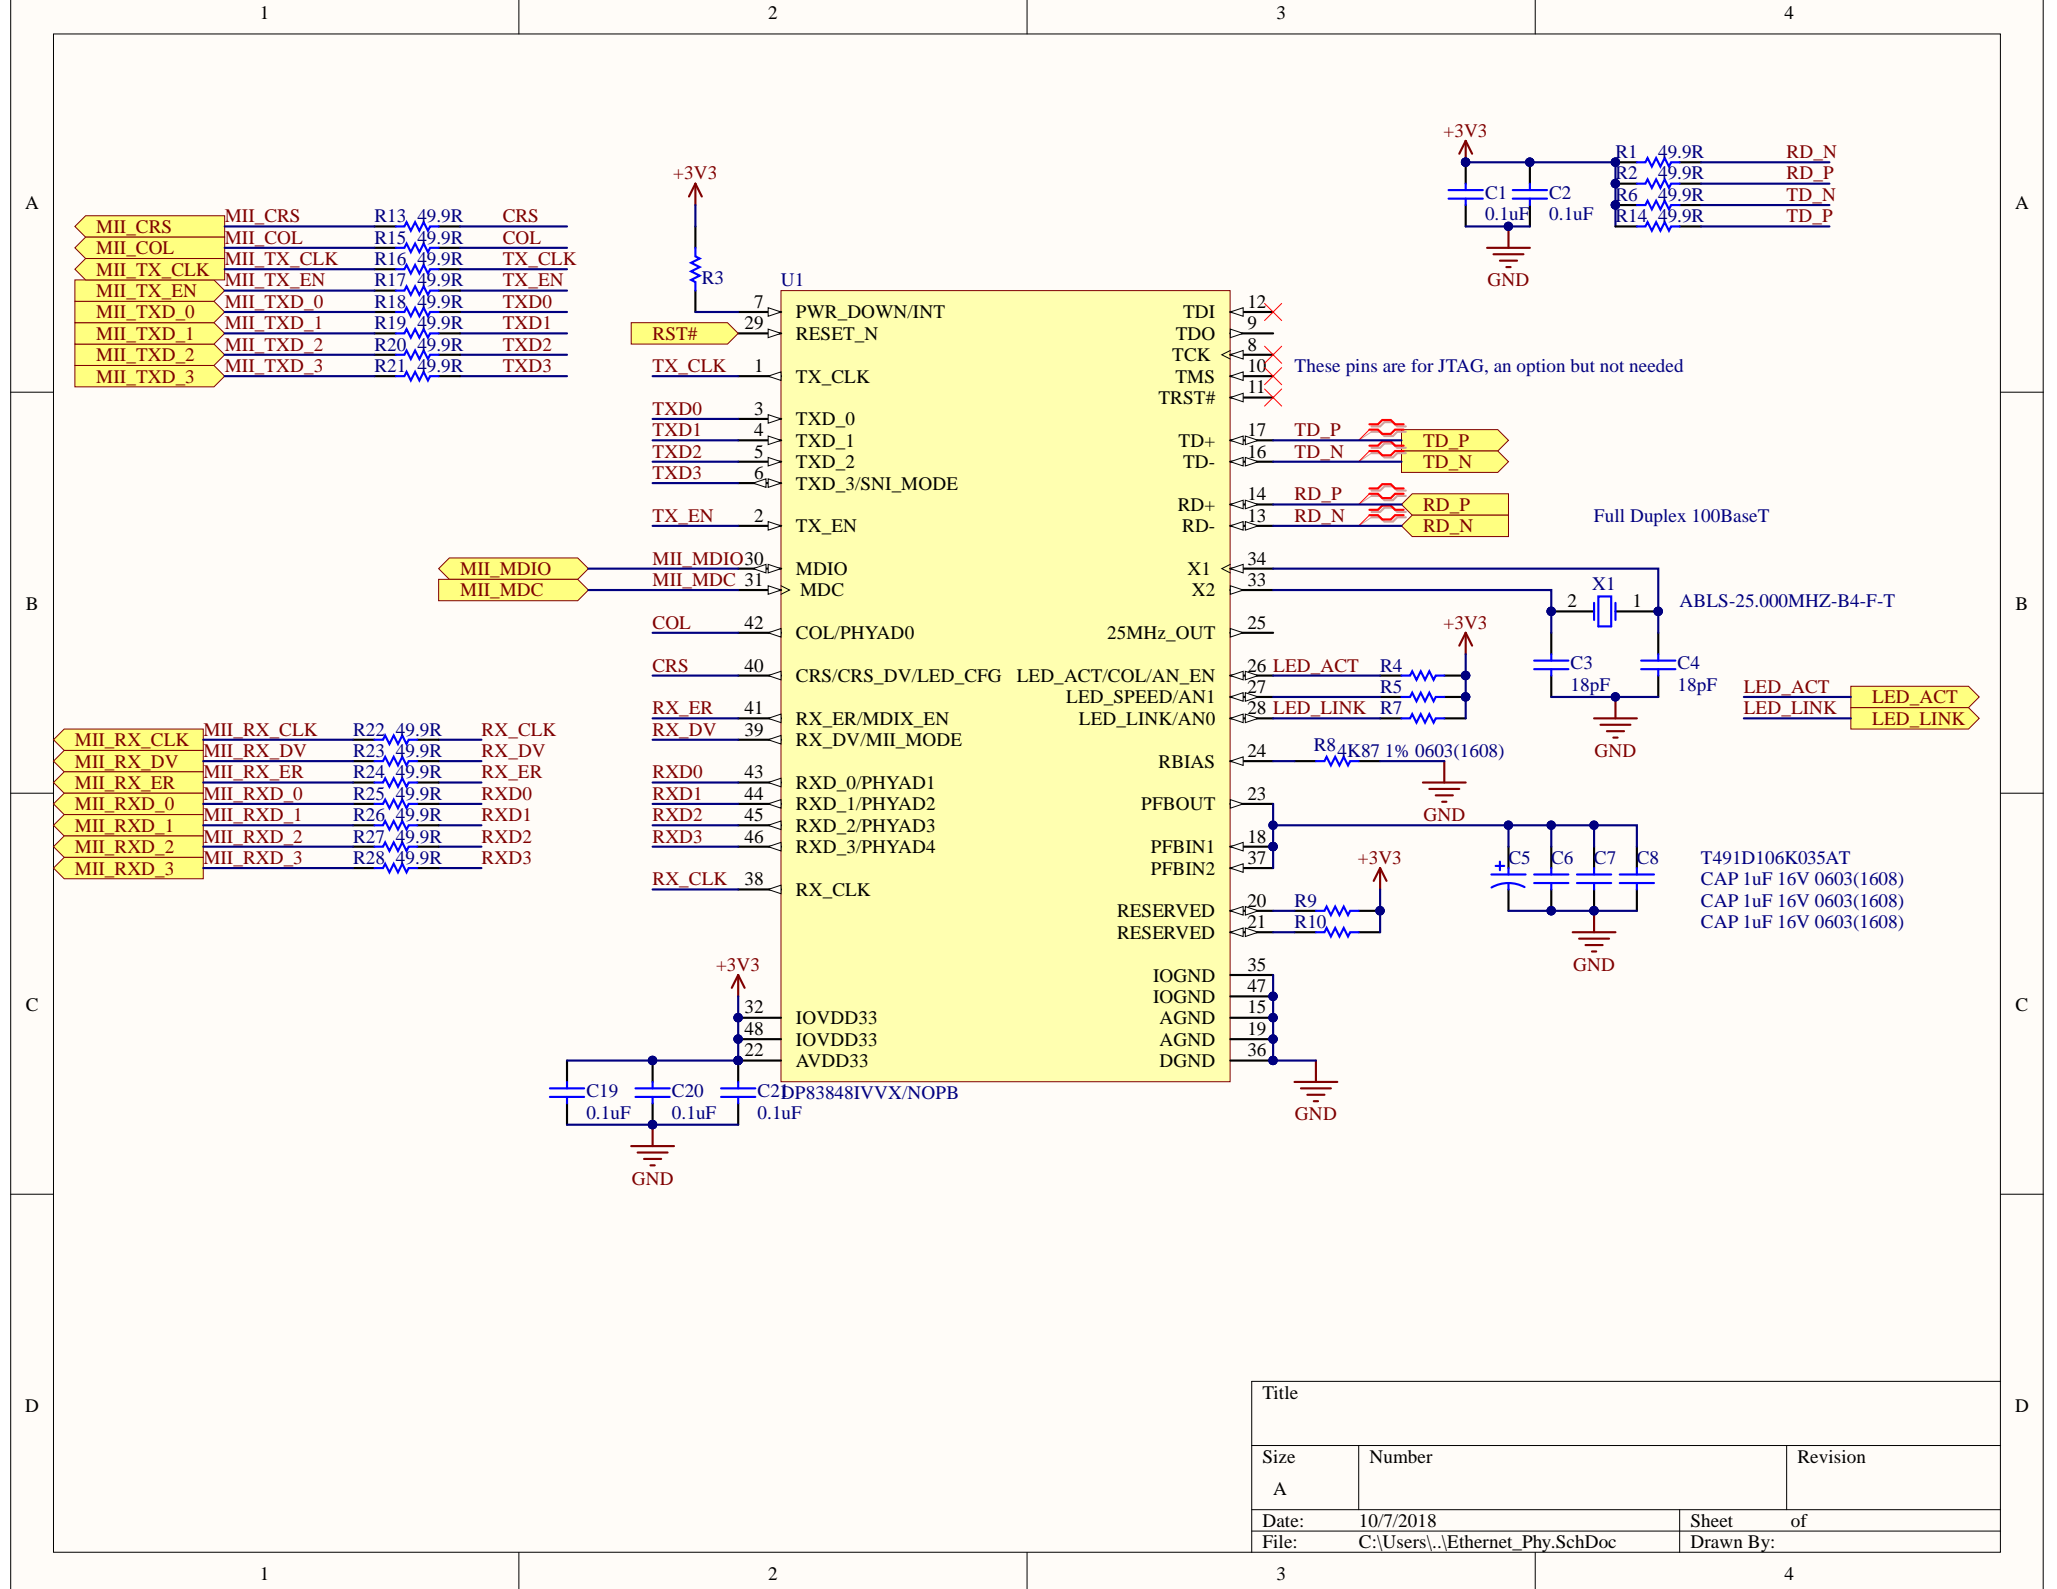 1 2 3 4
A A
B B
C C
D D
1 2 3 4
MII_CRS MII_CRS R13 49.9R CRS
MII_COL MII_COL R15 49.9R COL
MII_TX_CLK MII_TX_CLK R16 49.9R TX_CLK
MII_TX_EN MII_TX_EN R17 49.9R TX_EN
MII_TXD_0 MII_TXD_0 R18 49.9R TXD0
MII_TXD_1 MII_TXD_1 R19 49.9R TXD1
MII_TXD_2 MII_TXD_2 R20 49.9R TXD2
MII_TXD_3 MII_TXD_3 R21 49.9R TXD3
+3V3
R3
+3V3
C1 C2
0.1uF 0.1uF
GND
R1 49.9R RD_N
R2 49.9R RD_P
R6 49.9R TD_N
R14 49.9R TD_P
U1
7 PWR_DOWN/INT
RST# 29 RESET_N
TX_CLK 1 TX_CLK
TXD0 3 TXD_0
TXD1 4 TXD_1
TXD2 5 TXD_2
TXD3 6 TXD_3/SNI_MODE
TX_EN 2 TX_EN
MII_MDIO MII_MDIO 30 MDIO
MII_MDC MII_MDC 31 MDC
COL 42 COL/PHYAD0
CRS 40 CRS/CRS_DV/LED_CFG
RX_ER 41 RX_ER/MDIX_EN
RX_DV 39 RX_DV/MII_MODE
RXD0 43 RXD_0/PHYAD1
RXD1 44 RXD_1/PHYAD2
RXD2 45 RXD_2/PHYAD3
RXD3 46 RXD_3/PHYAD4
RX_CLK 38 RX_CLK
+3V3
32 IOVDD33
48 IOVDD33
22 AVDD33
C19 C20 C21
0.1uF 0.1uF 0.1uF
GND
DP83848IVVX/NOPB
MII_RX_CLK MII_RX_CLK R22 49.9R RX_CLK
MII_RX_DV MII_RX_DV R23 49.9R RX_DV
MII_RX_ER MII_RX_ER R24 49.9R RX_ER
MII_RXD_0 MII_RXD_0 R25 49.9R RXD0
MII_RXD_1 MII_RXD_1 R26 49.9R RXD1
MII_RXD_2 MII_RXD_2 R27 49.9R RXD2
MII_RXD_3 MII_RXD_3 R28 49.9R RXD3
TDI 12
TDO 9
TCK 8
TMS 10
TRST# 11
These pins are for JTAG, an option but not needed
TD+ 17 TD_P TD_P
TD- 16 TD_N TD_N
RD+ 14 RD_P RD_P
RD- 13 RD_N RD_N
Full Duplex 100BaseT
X1 34
X2 33
X1
2 1 ABLS-25.000MHZ-B4-F-T
C3 C4
18pF 18pF
GND
25MHz_OUT 25
+3V3
LED_ACT/COL/AN_EN 26 LED_ACT R4
LED_SPEED/AN1 27 R5
LED_LINK/AN0 28 LED_LINK R7
LED_ACT LED_ACT
LED_LINK LED_LINK
RBIAS 24 R8 4K87 1% 0603(1608)
GND
PFBOUT 23
PFBIN1 18
PFBIN2 37
C5 C6 C7 C8
+
T491D106K035AT
CAP 1uF 16V 0603(1608)
CAP 1uF 16V 0603(1608)
CAP 1uF 16V 0603(1608)
GND
+3V3
RESERVED 20 R9
RESERVED 21 R10
IOGND 35
IOGND 47
AGND 15
AGND 19
DGND 36
GND
Title
Size Number Revision
A
Date: 10/7/2018 Sheet of
File: C:\Users\..\Ethernet_Phy.SchDoc Drawn By: